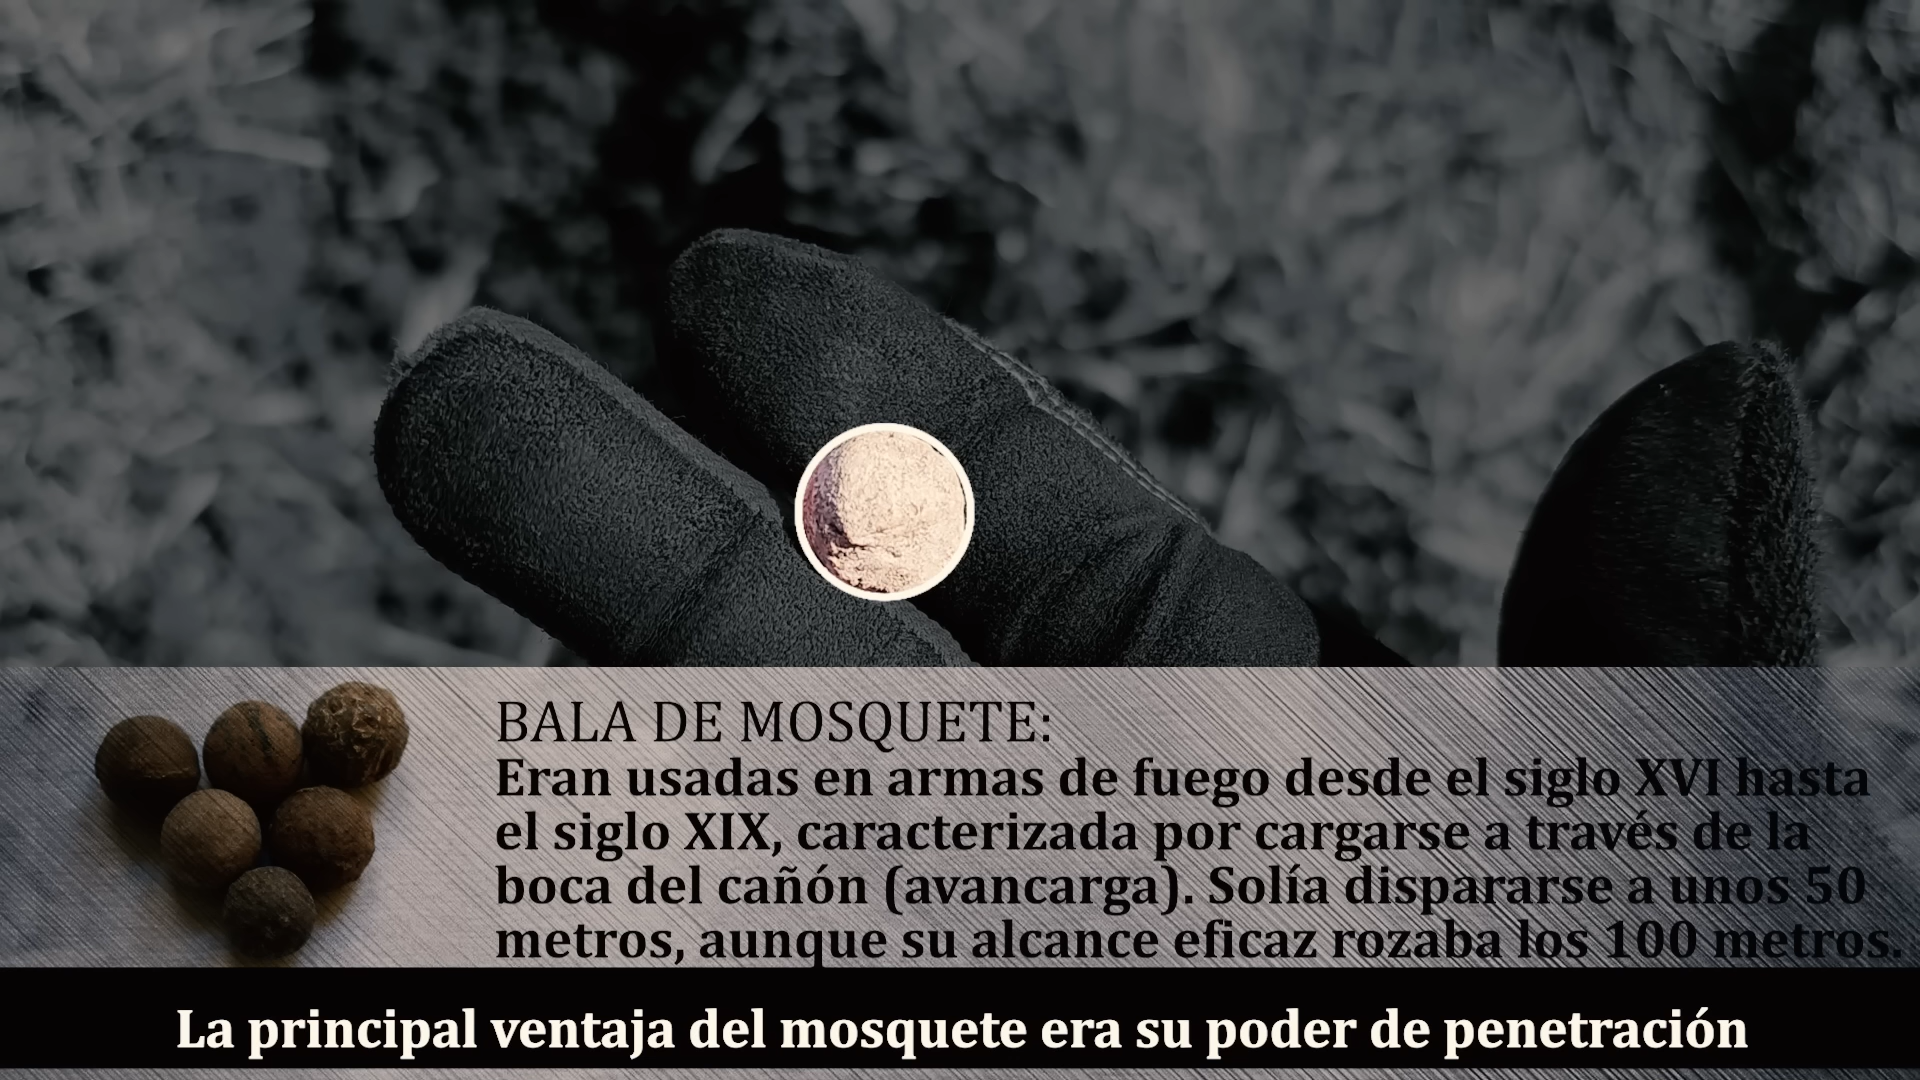 BALA DE MOSQUETE:
Eran usadas en armas de fuego desde el siglo XVI hasta
el siglo XIX, caracterizada por cargarse a través de la
boca del cañón (avancarga). Solía dispararse a unos 50
metros, aunque su alcance eficaz rozaba los 100 metros.
La principal ventaja del mosquete era su poder de penetración